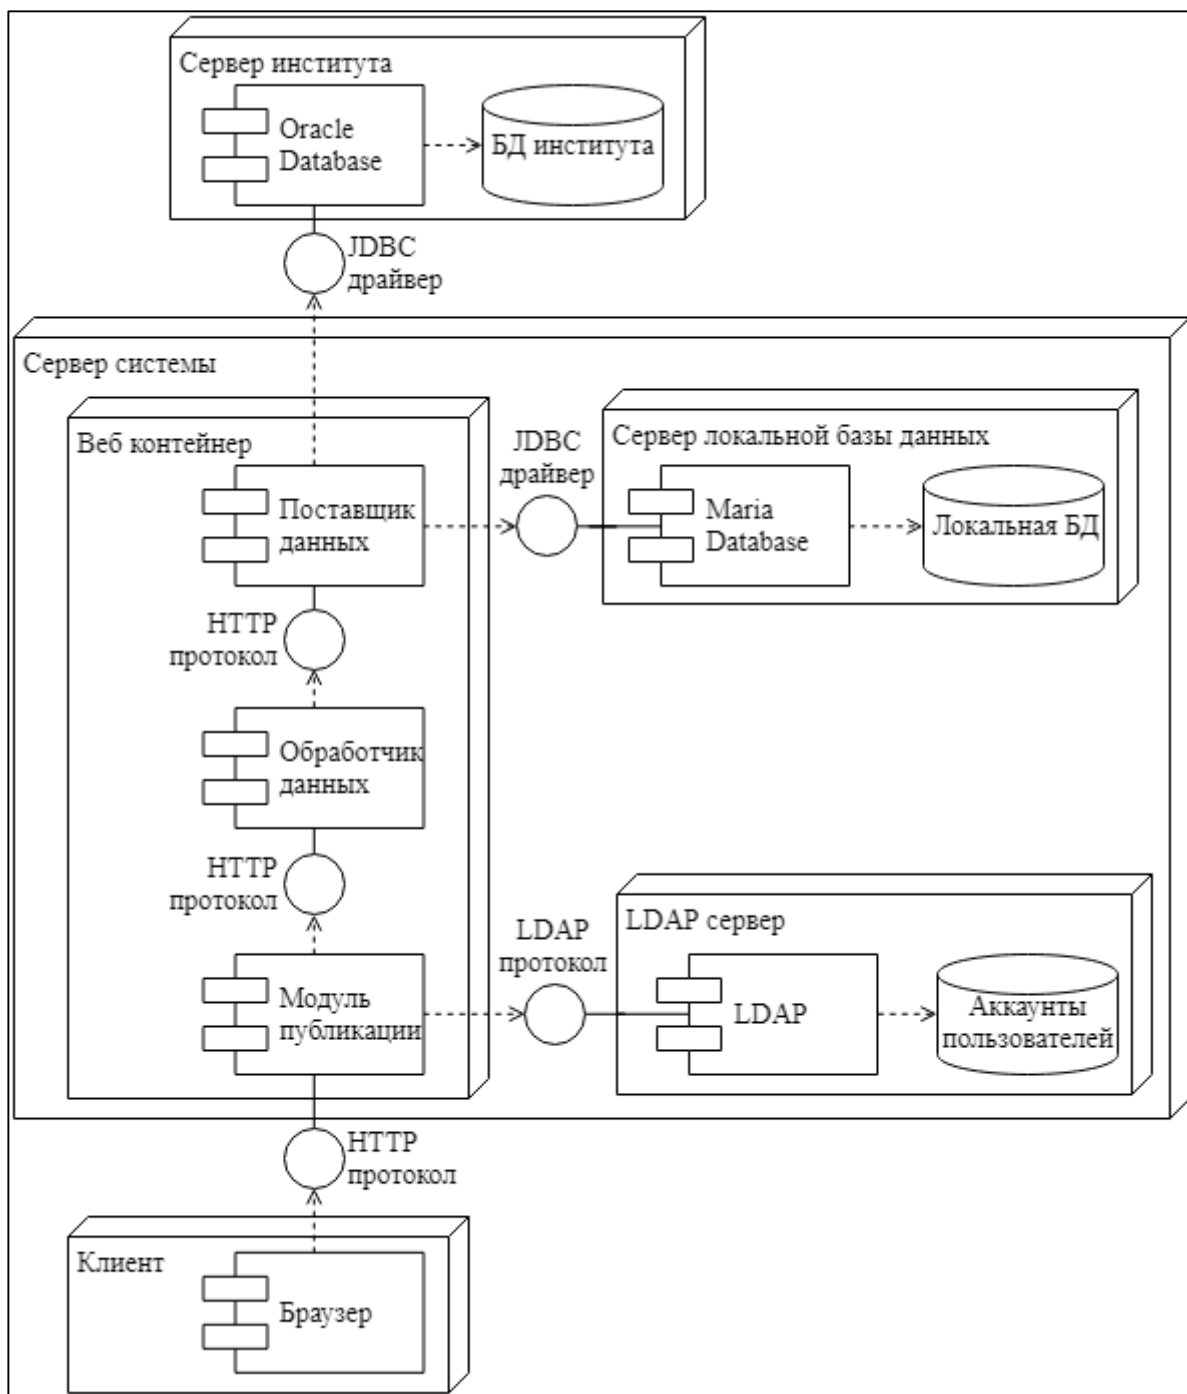 Сервер института
Oracle
Database
БД института
JDBC
драйвер
Сервер системы
Веб контейнер
Поставщик
данных
JDBC
драйвер
Сервер локальной базы данных
Maria
Database
Локальная БД
HTTP
протокол
Обработчик
данных
HTTP
протокол
Модуль
публикации
LDAP
протокол
LDAP сервер
LDAP
Аккаунты
пользователей
HTTP
протокол
Клиент
Браузер